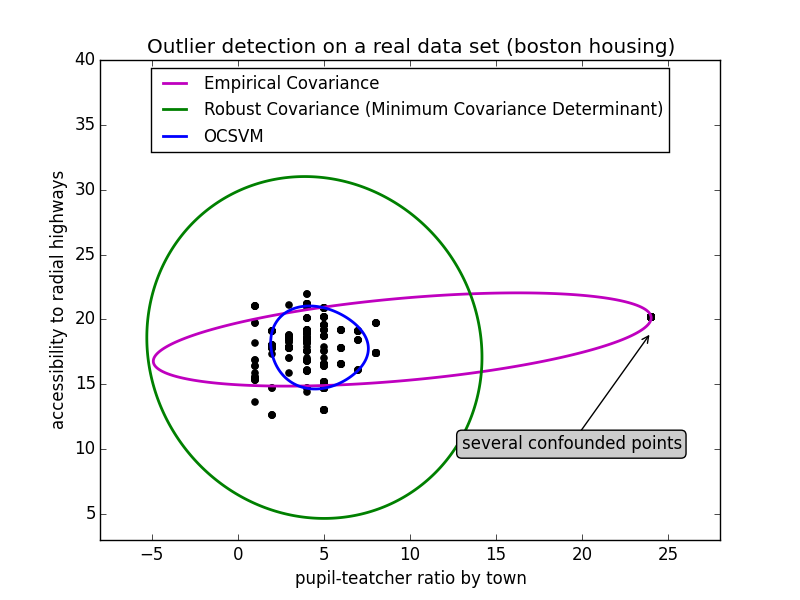 Outlier detection on a real data set (boston housing)
Empirical Covariance
Robust Covariance (Minimum Covariance Determinant)
OCSVM
40
35
30
25
20
15
10
5
accessibility to radial highways
several confounded points
−5
0
5
10
15
20
25
pupil-teatcher ratio by town